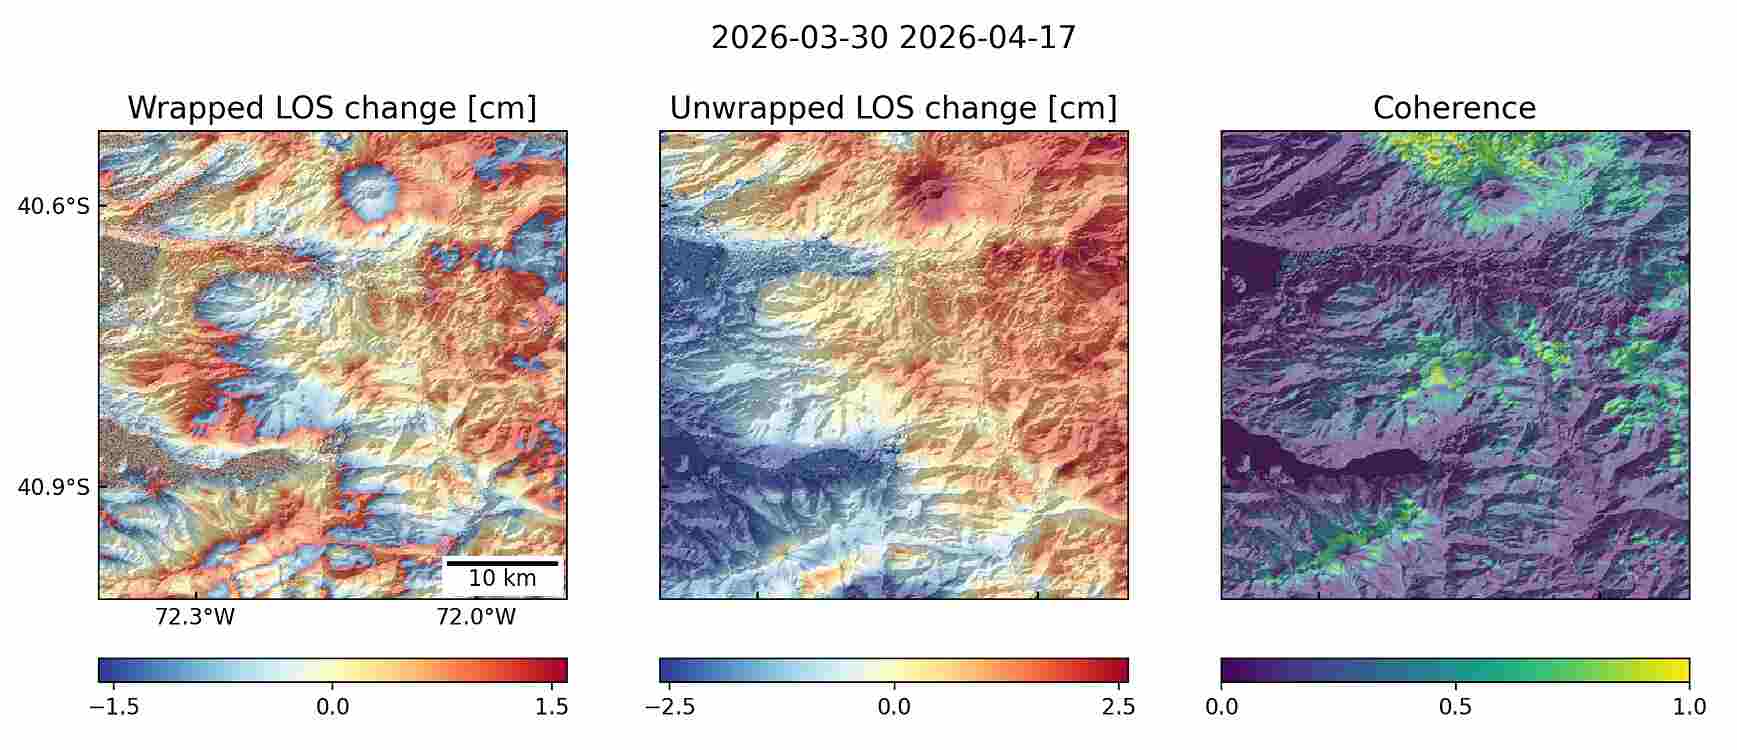 2026-03-30 2026-04-17
Wrapped LOS change [cm]
Unwrapped LOS change [cm]
Coherence
40.6°S
40.9°S
10 km
72.3°W
72.0°W
−1.5
0.0
1.5
−2.5
0.0
2.5
0.0
0.5
1.0